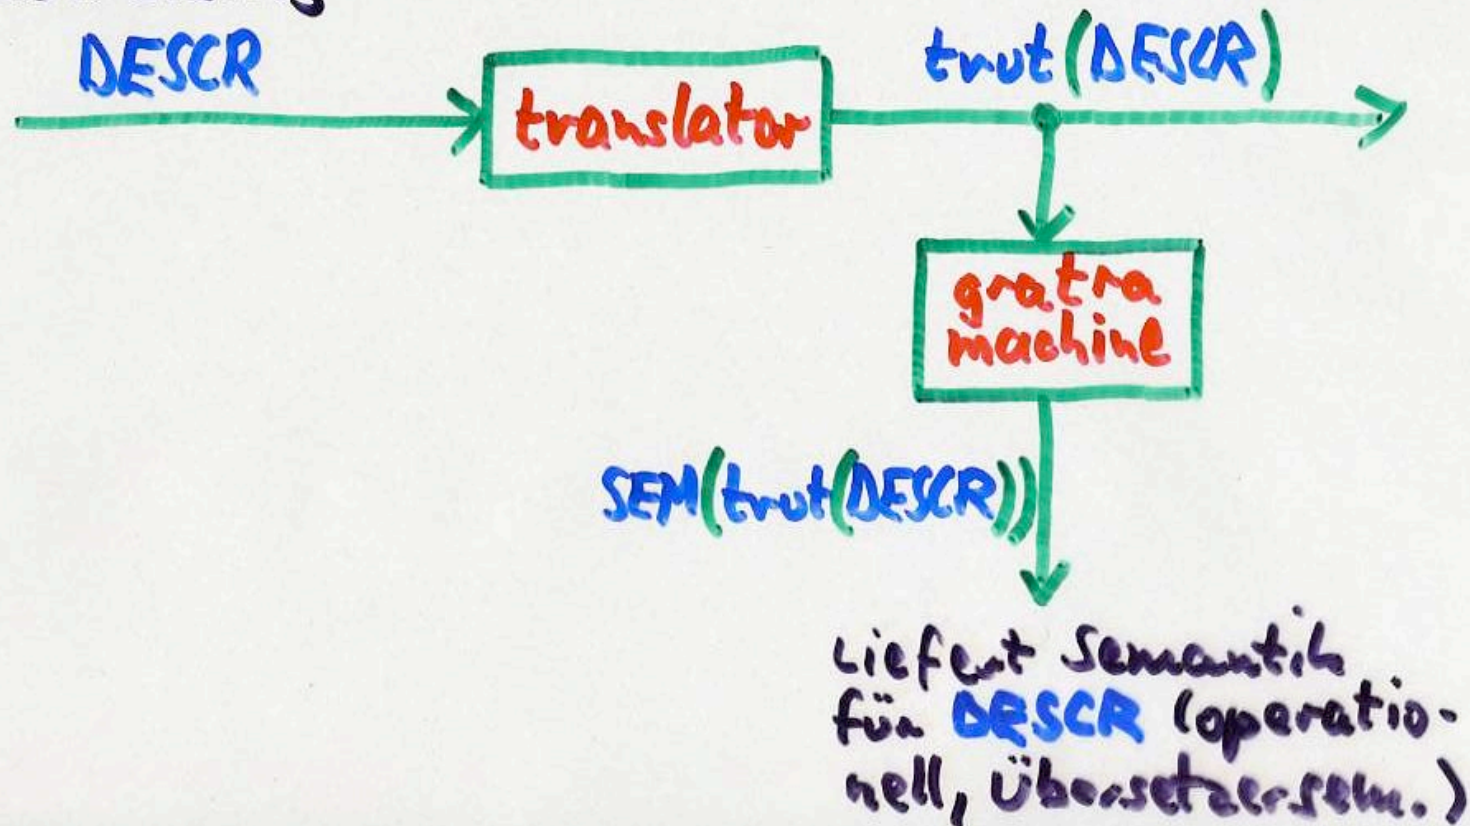 DESCR
trut(DESCR)
translator
gratra
machine
SEM(trut(DESCR))
Liefert Semantik
für DESCR (operatio-
nell, Übersetzersem.)